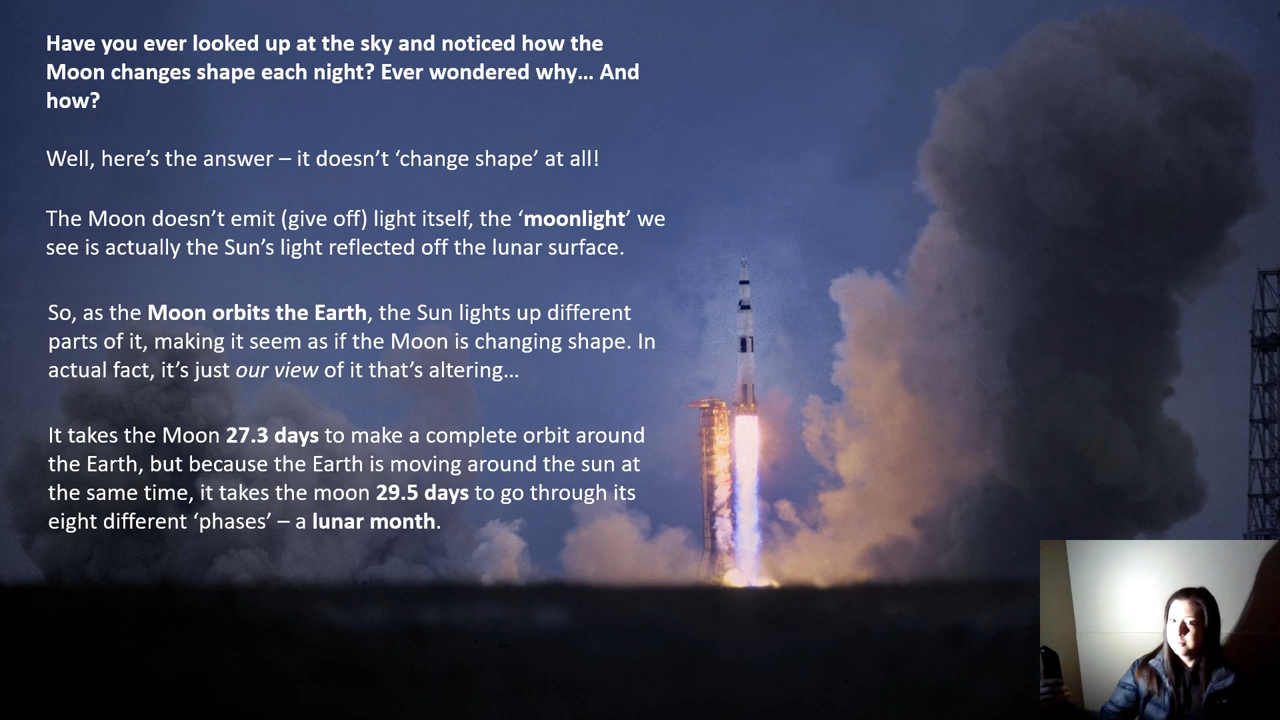 Have you ever looked up at the sky and noticed how the
Moon changes shape each night? Ever wondered why… And
how?
Well, here’s the answer – it doesn’t ‘change shape’ at all!
The Moon doesn’t emit (give off) light itself, the ‘moonlight’ we
see is actually the Sun’s light reflected off the lunar surface.
So, as the Moon orbits the Earth, the Sun lights up different
parts of it, making it seem as if the Moon is changing shape. In
actual fact, it’s just our view of it that’s altering…
It takes the Moon 27.3 days to make a complete orbit around
the Earth, but because the Earth is moving around the sun at
the same time, it takes the moon 29.5 days to go through its
eight different ‘phases’ – a lunar month.